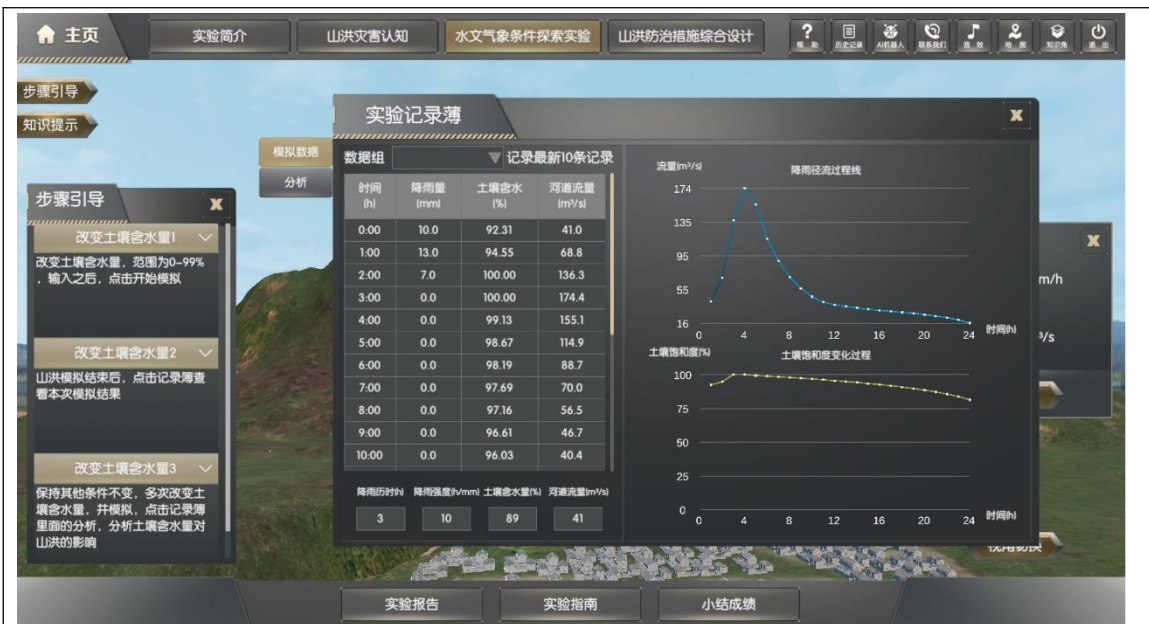 主页
实验简介
山洪灾害认知
水文气象条件探索实验
山洪防治措施综合设计
?
帮 助
历史记录
AI机器人
联系我们
音 效
地 图
知识角
退 出
步骤引导
知识提示
步骤引导
X
改变土壤含水量1
改变土壤含水量，范围为0-99%
，输入之后，点击开始模拟
改变土壤含水量2
山洪模拟结束后，点击记录薄查
看本次模拟结果
改变土壤含水量3
保持其他条件不变，多次改变土
壤含水量，并模拟，点击记录薄
里面的分析，分析土壤含水量对
山洪的影响
模拟数据
分析
实验记录薄
X
数据组 记录最新10条记录
时间 降雨量 土壤含水 河道流量
(h) (mm) (%) (m³/s)
0:00 10.0 92.31 41.0
1:00 13.0 94.55 68.8
2:00 7.0 100.00 136.3
3:00 0.0 100.00 174.4
4:00 0.0 99.13 155.1
5:00 0.0 98.67 114.9
6:00 0.0 98.19 88.7
7:00 0.0 97.69 70.0
8:00 0.0 97.16 56.5
9:00 0.0 96.61 46.7
10:00 0.0 96.03 40.4
降雨历时(h) 降雨强度(h/mm) 土壤含水量(%) 河道流量(m³/s)
3 10 89 41
流量(m³/s)
降雨径流过程线
174
135
95
55
16
0 4 8 12 16 20 24 时间(h)
土壤饱和度(%)
土壤饱和度变化过程
100
75
50
25
0
0 4 8 12 16 20 24 时间(h)
X
m/h
³/s
视角切换
实验报告
实验指南
小结成绩